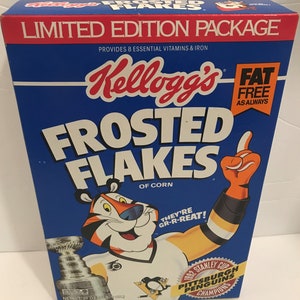 LIMITED EDITION PACKAGE
PROVIDES 8 ESSENTIAL VITAMINS & IRON
Kellogg's
FAT
FREE
AS ALWAYS
FROSTED
FLAKES
OF CORN
THEY'RE
GR-R-REAT!
1992 STANLEY CUP
PITTSBURGH
PENGUINS
CHAMPIONS